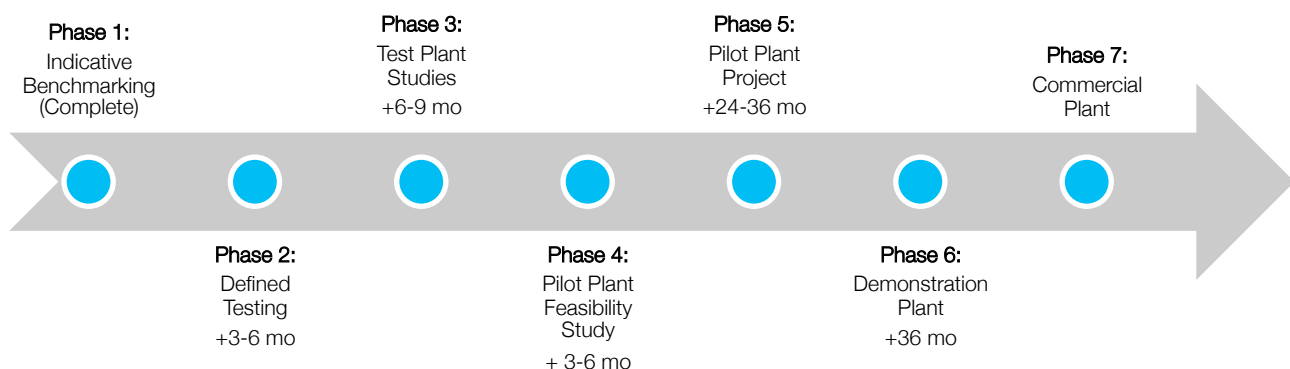 Phase 1:
Indicative
Benchmarking
(Complete)
Phase 2:
Defined
Testing
+3-6 mo
Phase 3:
Test Plant
Studies
+6-9 mo
Phase 4:
Pilot Plant
Feasibility
Study
+ 3-6 mo
Phase 5:
Pilot Plant
Project
+24-36 mo
Phase 6:
Demonstration
Plant
+36 mo
Phase 7:
Commercial
Plant